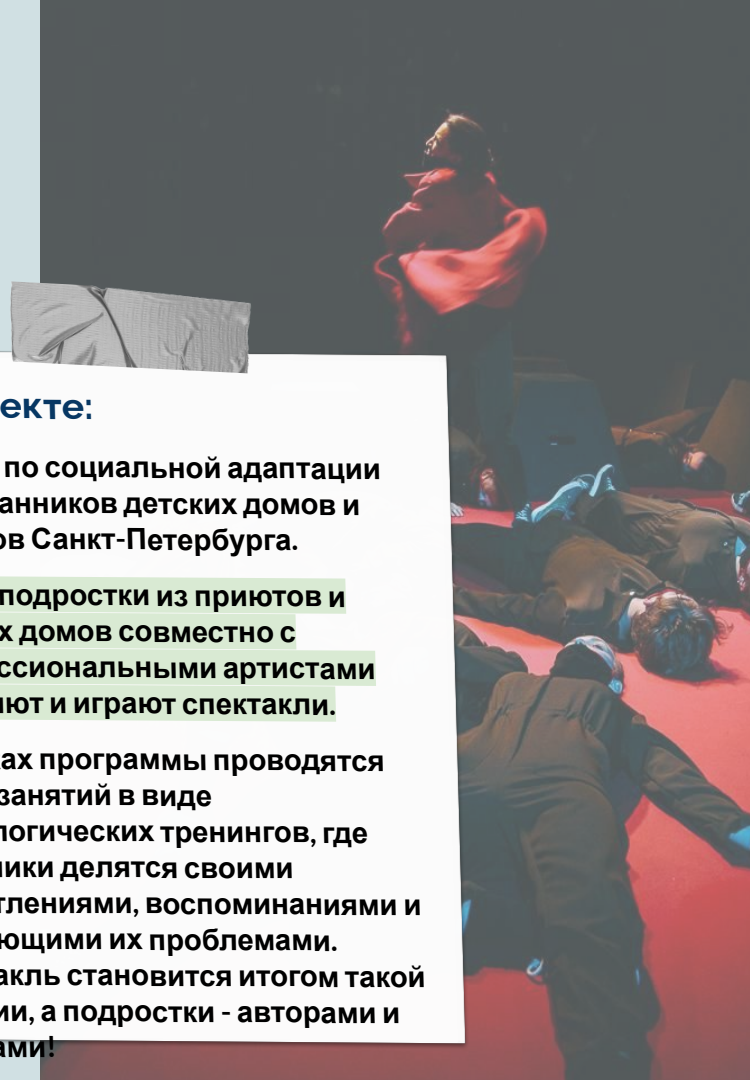 екте:
по социальной адаптации
анников детских домов и
ов Санкт-Петербурга.
подростки из приютов и
х домов совместно с
ссиональными артистами
яют и играют спектакли.
ах программы проводятся
занятий в виде
логических тренингов, где
ники делятся своими
тлениями, воспоминаниями и
ющими их проблемами.
акль становится итогом такой
ии, а подростки - авторами и
ами!